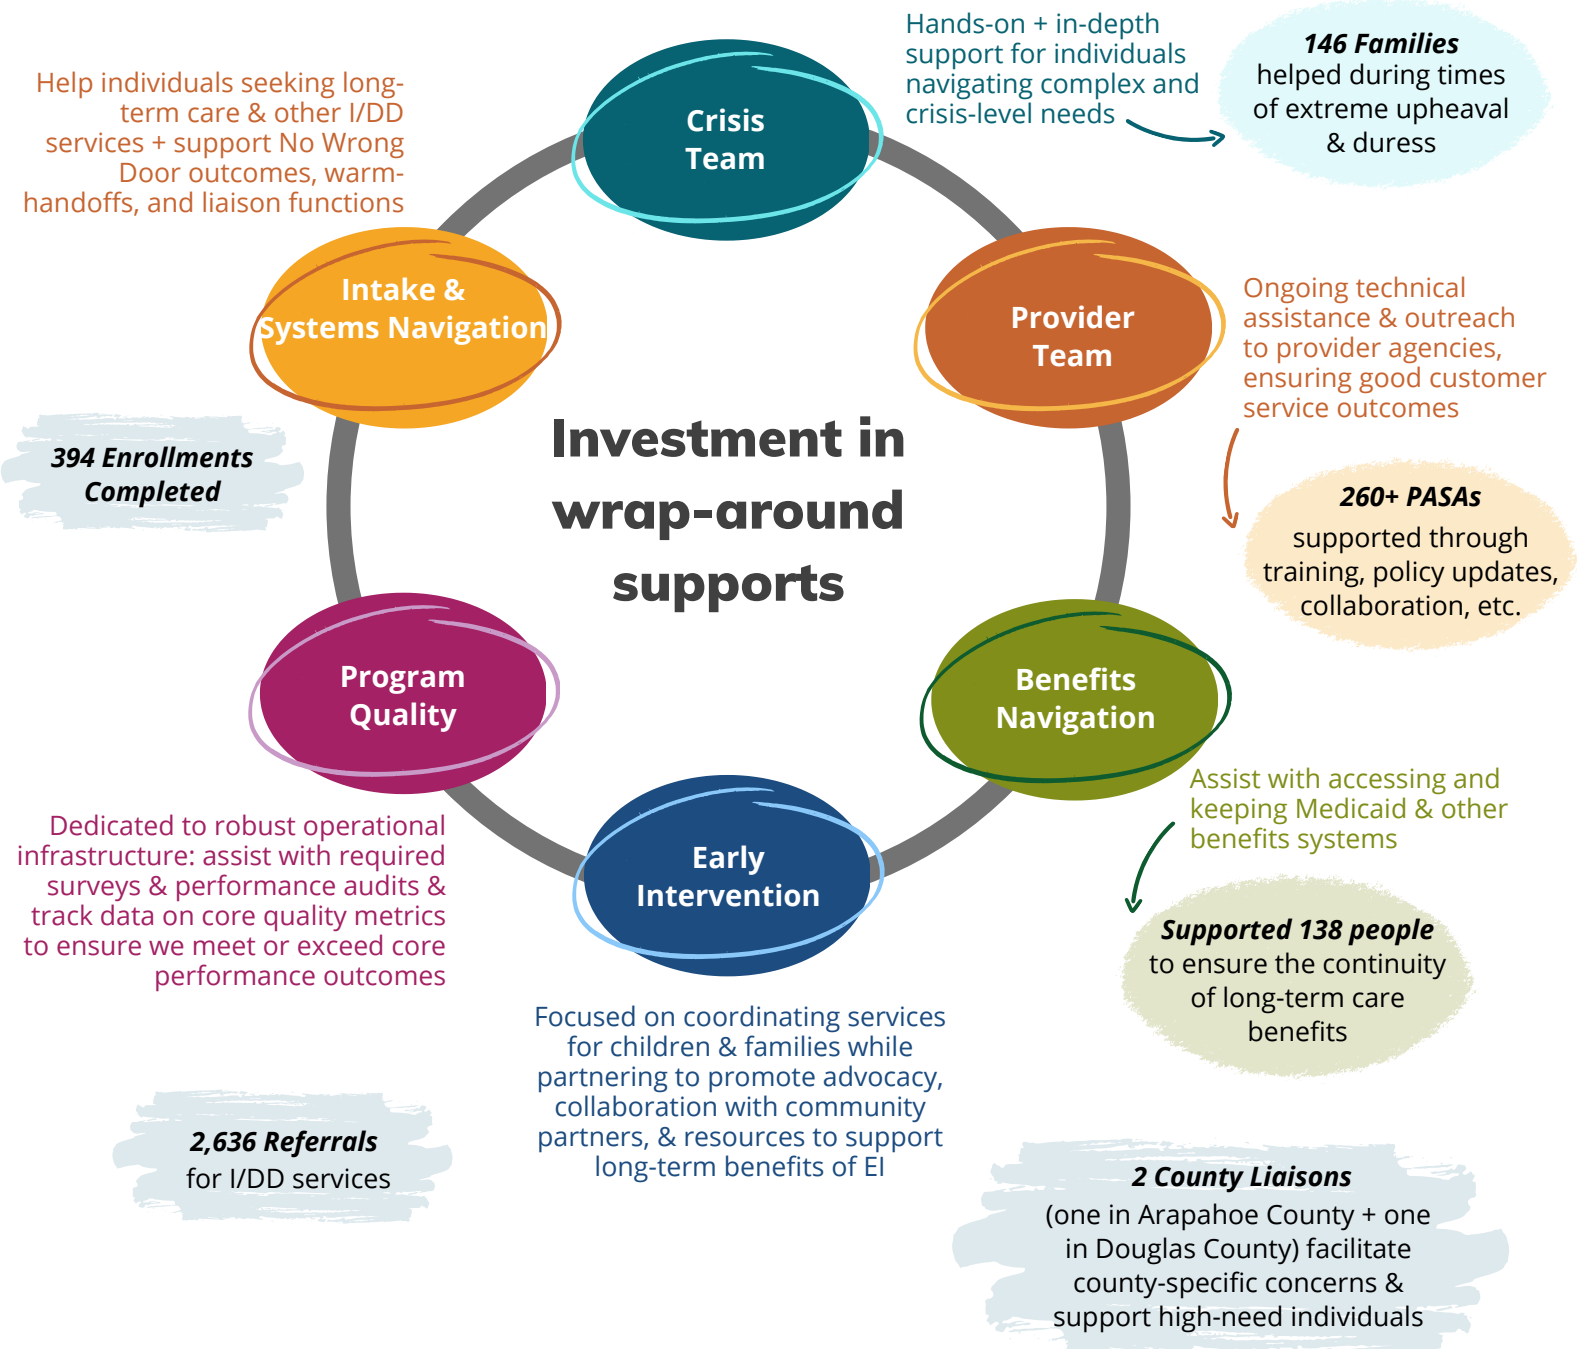 Hands-on + in-depth
support for individuals
navigating complex and
crisis-level needs
146 Families
helped during times
of extreme upheaval
& duress
Help individuals seeking long-
term care & other I/DD
services + support No Wrong
Door outcomes, warm-
handoffs, and liaison functions
Crisis
Team
Intake &
Systems Navigation
Provider
Team
Ongoing technical
assistance & outreach
to provider agencies,
ensuring good customer
service outcomes
394 Enrollments
Completed
Investment in
wrap-around
supports
260+ PASAs
supported through
training, policy updates,
collaboration, etc.
Program
Quality
Benefits
Navigation
Assist with accessing and
keeping Medicaid & other
benefits systems
Dedicated to robust operational
infrastructure: assist with required
surveys & performance audits &
track data on core quality metrics
to ensure we meet or exceed core
performance outcomes
Early
Intervention
Supported 138 people
to ensure the continuity
of long-term care
benefits
Focused on coordinating services
for children & families while
partnering to promote advocacy,
collaboration with community
partners, & resources to support
long-term benefits of EI
2,636 Referrals
for I/DD services
2 County Liaisons
(one in Arapahoe County + one
in Douglas County) facilitate
county-specific concerns &
support high-need individuals